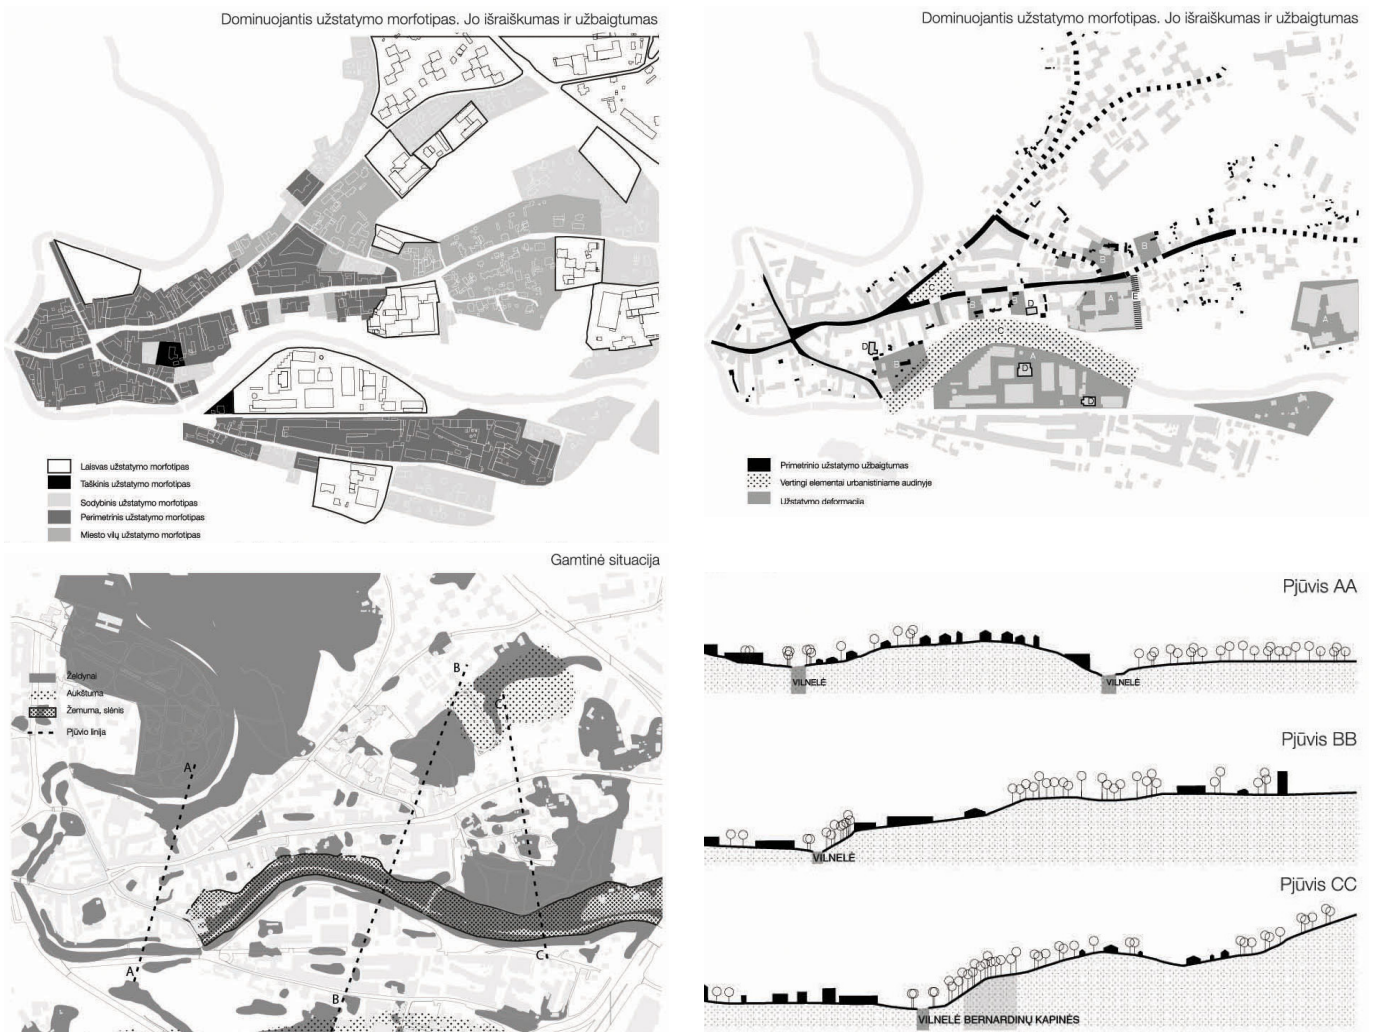 Dominuojantis užstatymo morfotipas. Jo išraiškumas ir užbaigtumas
Laisvas užstatymo morfotipas
Taškinis užstatymo morfotipas
Sodybinis užstatymo morfotipas
Perimetrinis užstatymo morfotipas
Miesto vilų užstatymo morfotipas
Dominuojantis užstatymo morfotipas. Jo išraiškumas ir užbaigtumas
B
B
C
A
E
B
B
D
A
C
D
A
D
D
Primetrinio užstatymo užbaigtumas
Vertingi elementai urbanistiniame audinyje
Užstatymo deformacija
Gamtinė situacija
B
Želdynai
Aukštuma
C
Žemuma, slėnis
Pjūvio linija
A
C
A
B
Pjūvis AA
VILNELĖ
VILNELĖ
Pjūvis BB
VILNELĖ
Pjūvis CC
VILNELĖ BERNARDINŲ KAPINĖS